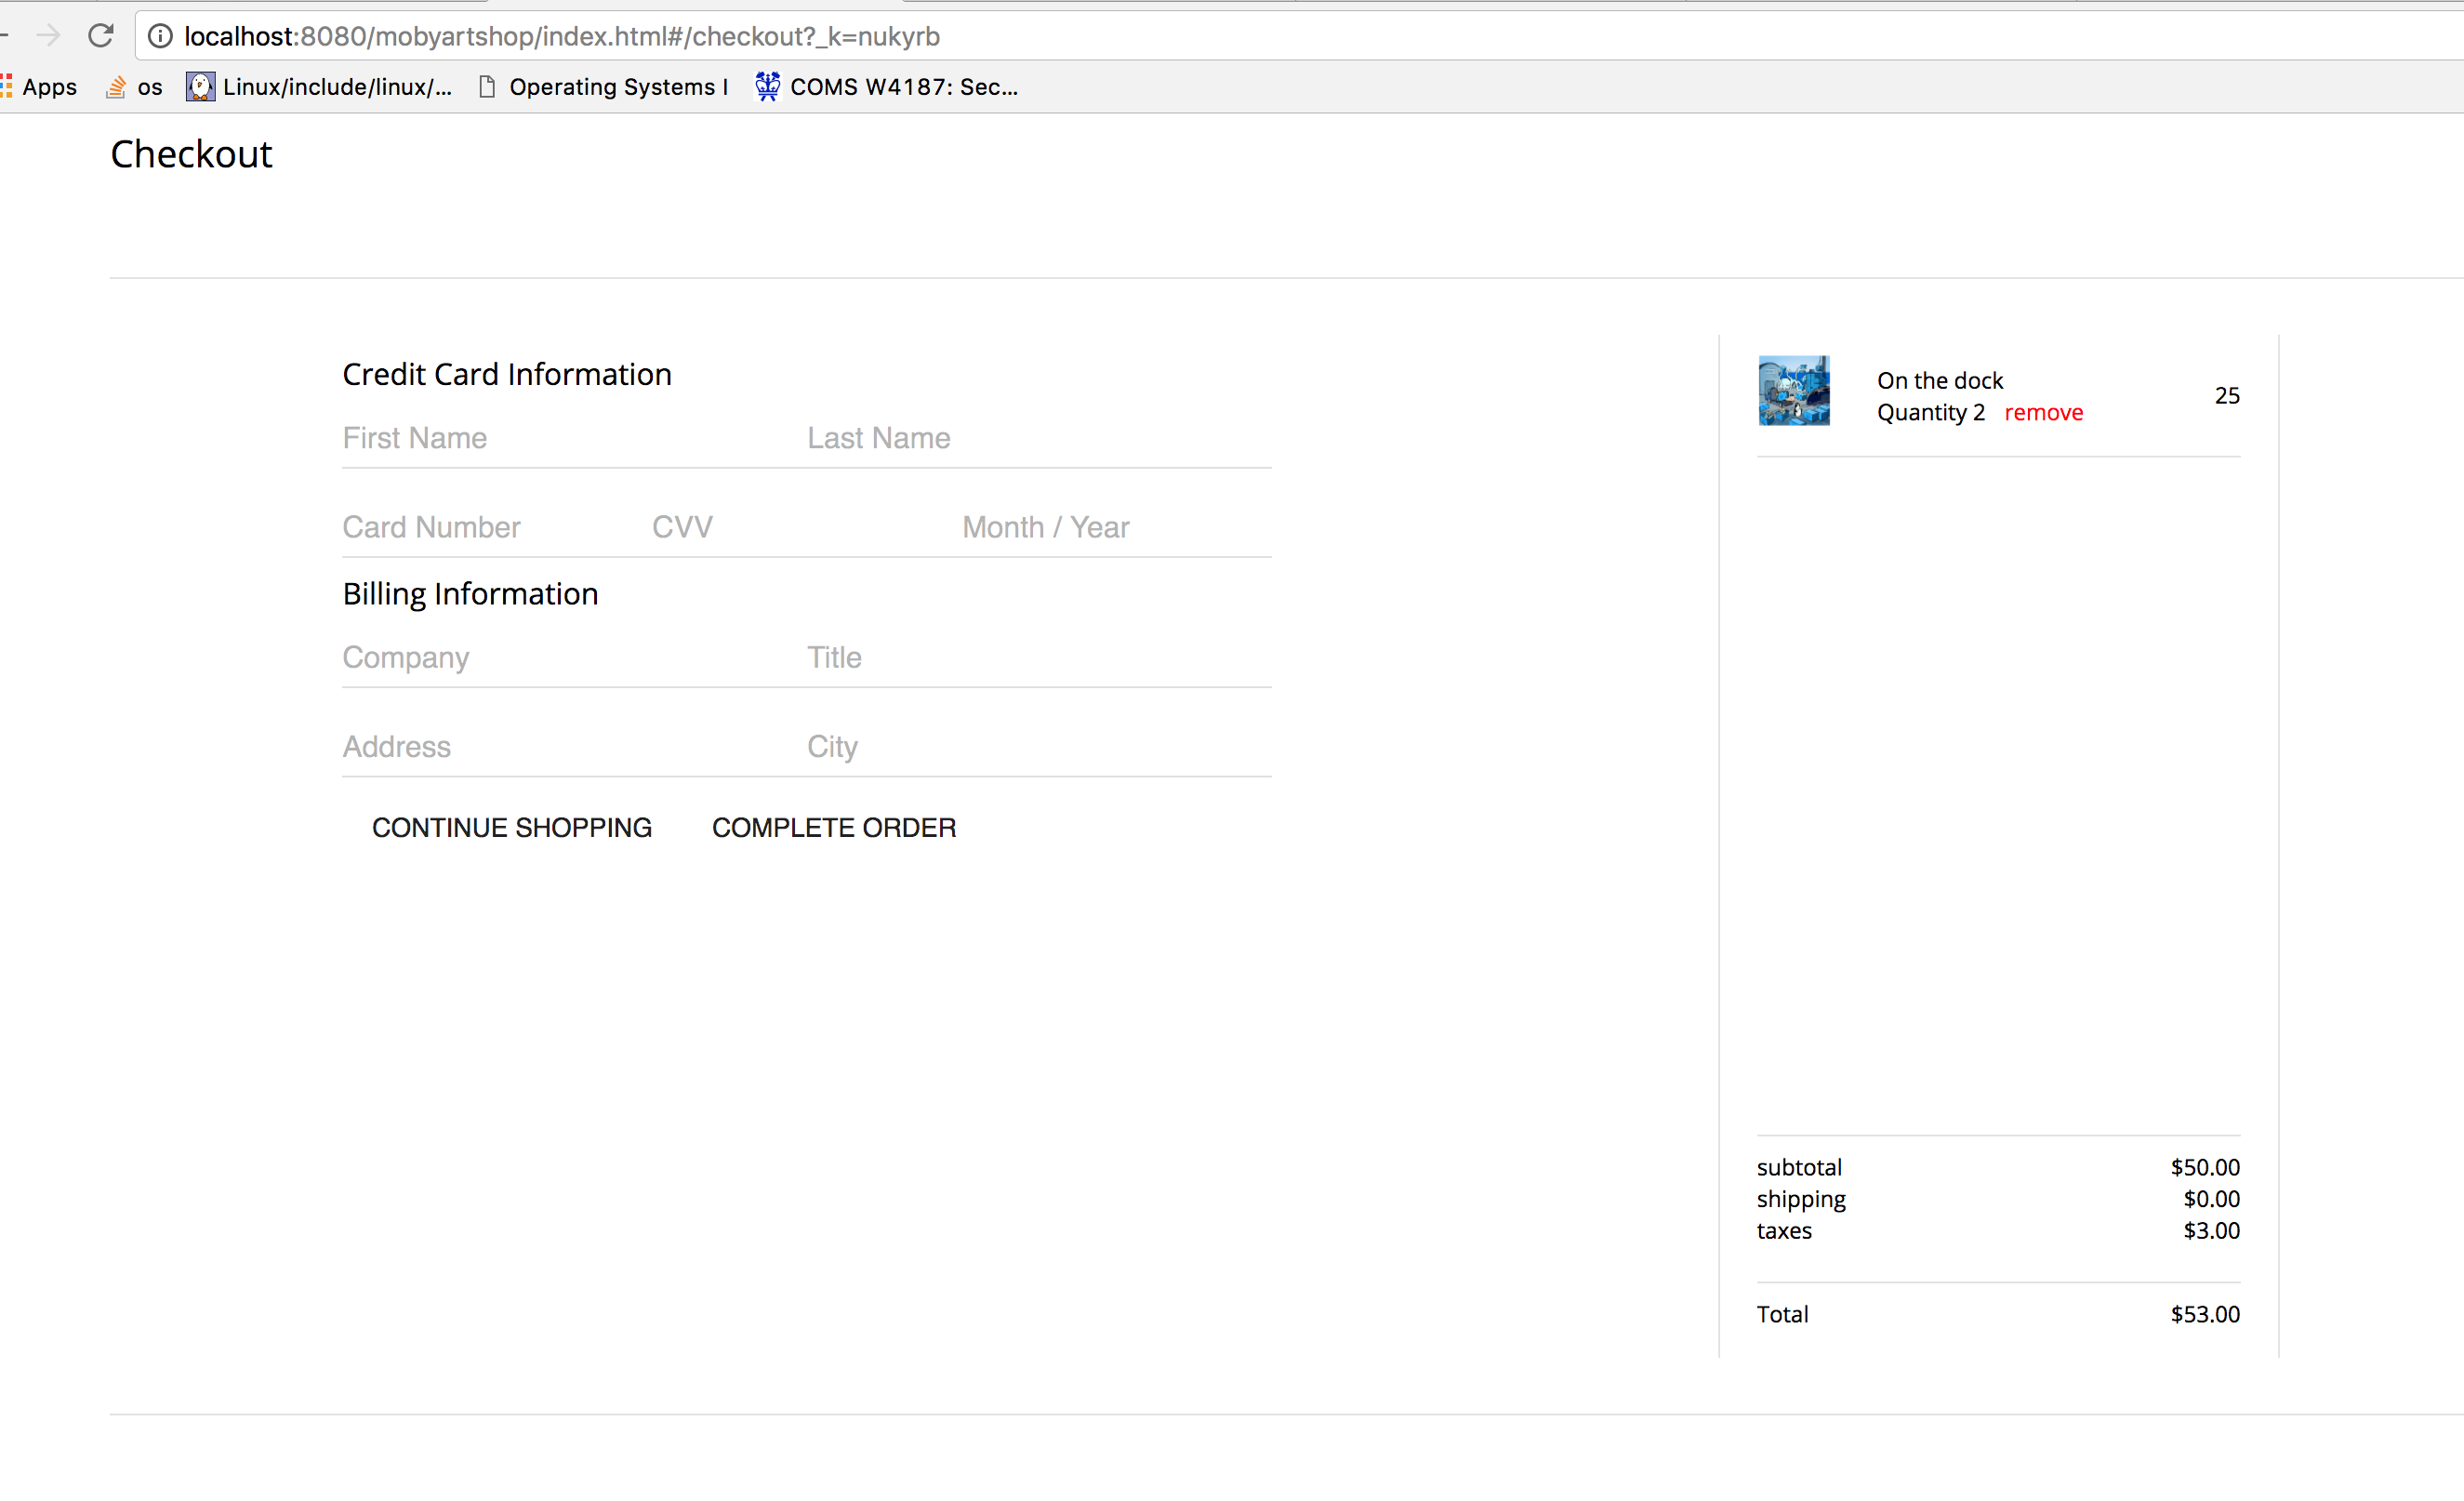 localhost:8080/mobyartshop/index.html#/checkout?_k=nukyrb
Apps os Linux/include/linux/... Operating Systems I COMS W4187: Sec...
Checkout
Credit Card Information
First Name Last Name
Card Number CVV Month / Year
Billing Information
Company Title
Address City
CONTINUE SHOPPING COMPLETE ORDER
On the dock
Quantity 2 remove
25
subtotal $50.00
shipping $0.00
taxes $3.00
Total $53.00